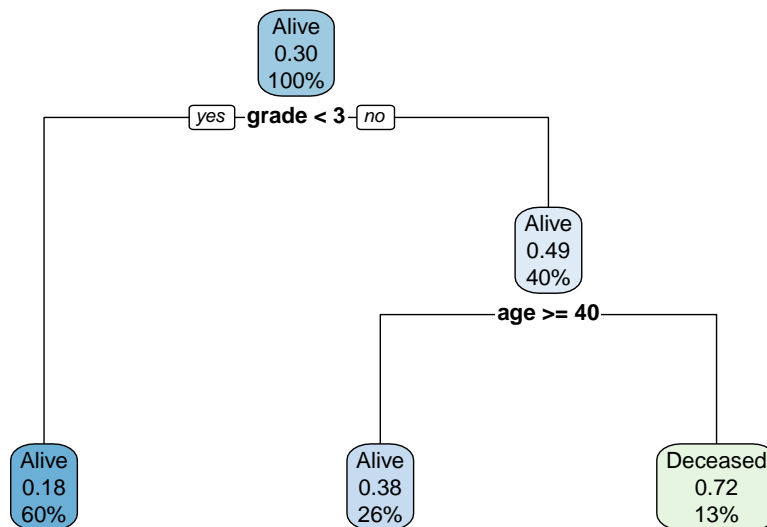 Alive
0.30
100%
yes grade < 3 no
Alive
0.49
40%
age >= 40
Alive
0.18
60%
Alive
0.38
26%
Deceased
0.72
13%